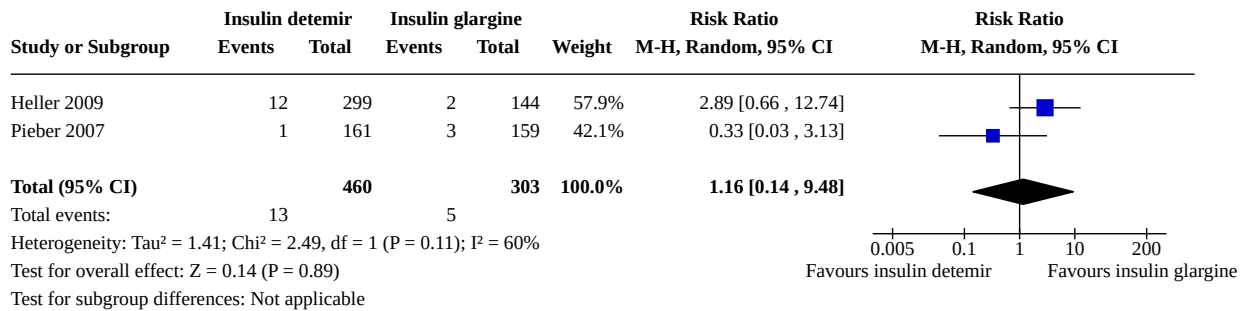 Insulin detemir Insulin glargine Risk Ratio Risk Ratio
Study or Subgroup Events Total Events Total Weight M-H, Random, 95% CI M-H, Random, 95% CI
Heller 2009 12 299 2 144 57.9% 2.89 [0.66 , 12.74]
Pieber 2007 1 161 3 159 42.1% 0.33 [0.03 , 3.13]
Total (95% CI) 460 303 100.0% 1.16 [0.14 , 9.48]
Total events: 13 5
Heterogeneity: Tau² = 1.41; Chi² = 2.49, df = 1 (P = 0.11); I² = 60%
0.005 0.1 1 10 200
Test for overall effect: Z = 0.14 (P = 0.89) Favours insulin detemir Favours insulin glargine
Test for subgroup differences: Not applicable